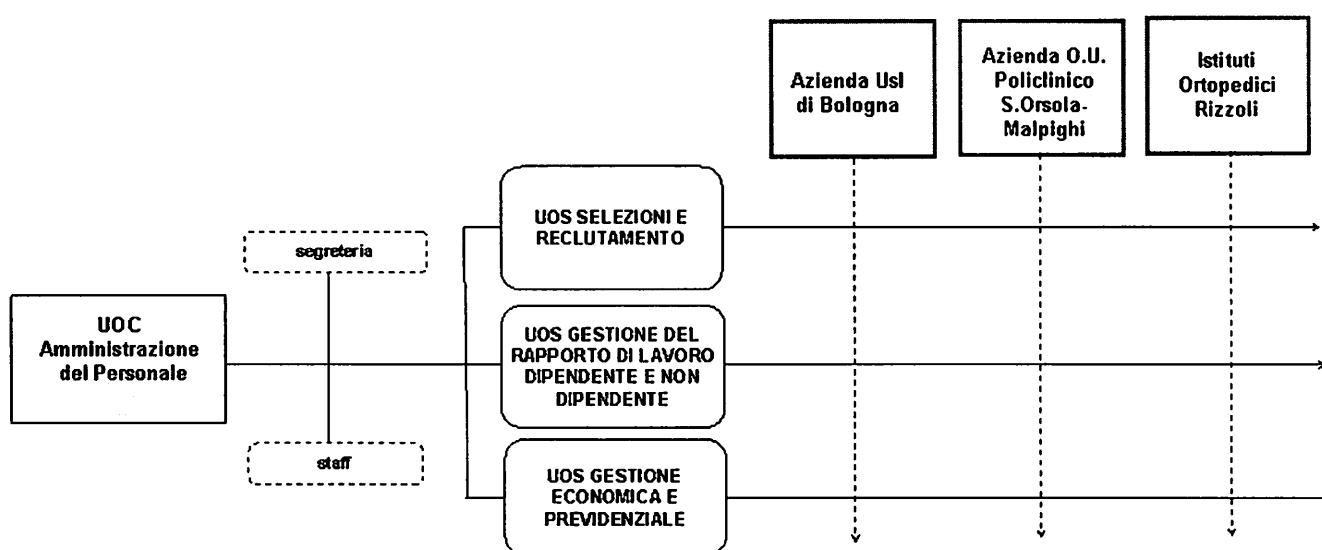 Azienda Usl
di Bologna
Azienda O.U.
Policlinico
S.Orsola-
Malpighi
Istituti
Ortopedici
Rizzoli
UOS SELEZIONI E
RECLUTAMENTO
segreteria
UOC
Amministrazione
del Personale
UOS GESTIONE DEL
RAPPORTO DI LAVORO
DIPENDENTE E NON
DIPENDENTE
staff
UOS GESTIONE
ECONOMICA E
PREVIDENZIALE